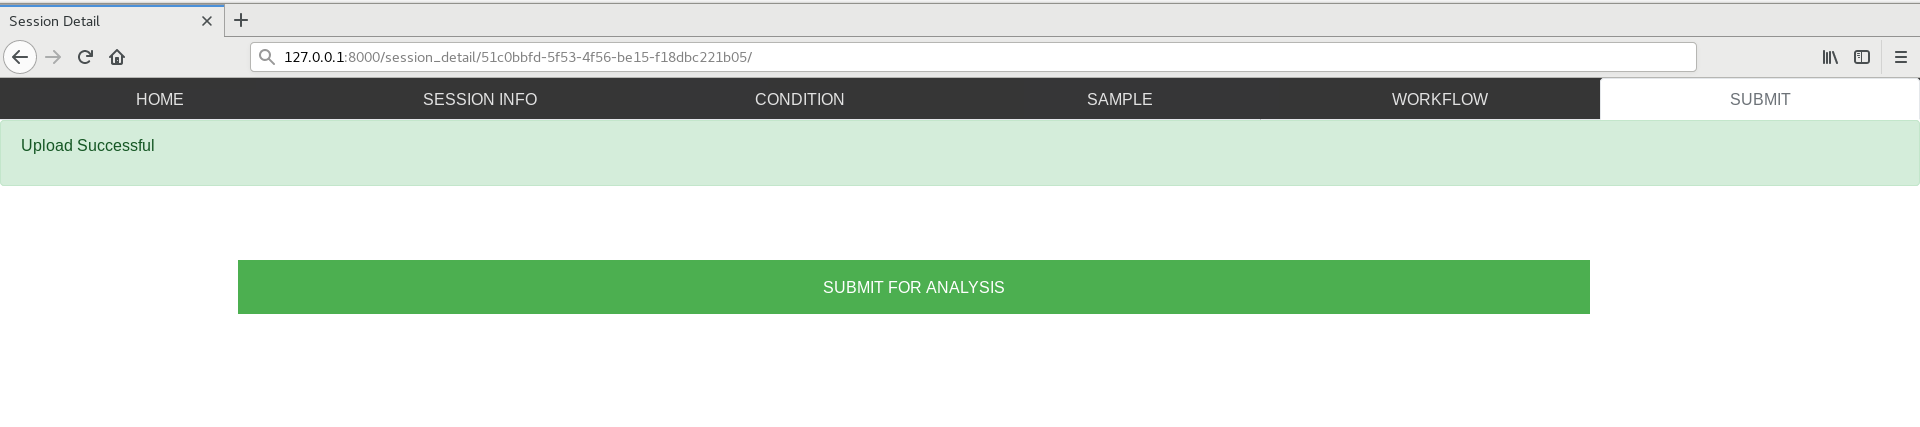 Session Detail
127.0.0.1:8000/session_detail/51c0bbfd-5f53-4f56-be15-f18dbc221b05/
HOME SESSION INFO CONDITION SAMPLE WORKFLOW SUBMIT
Upload Successful
SUBMIT FOR ANALYSIS